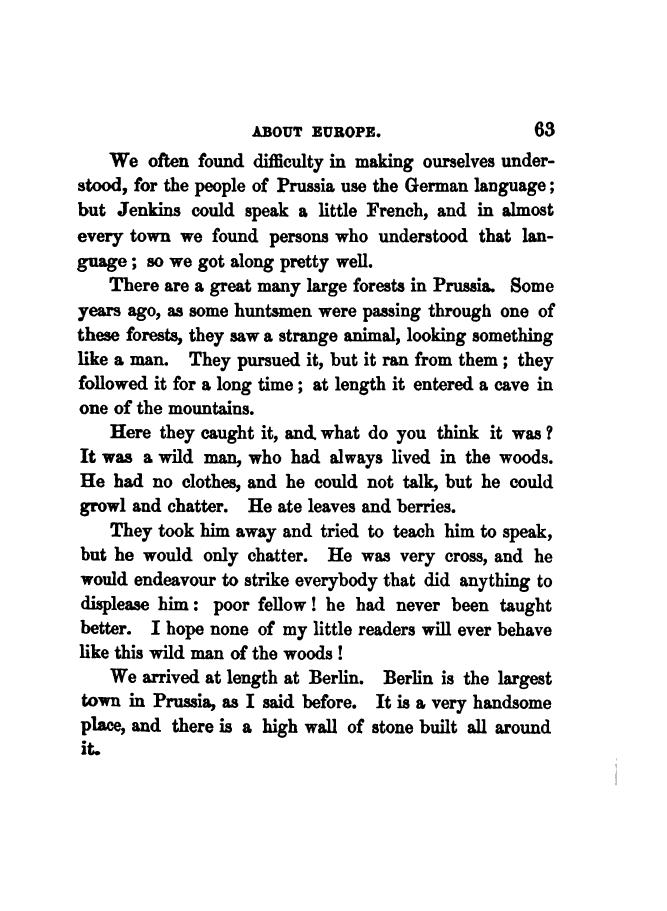 ABOUT EUROPE. 63
We often found difficulty in making ourselves under-
stood, for the people of Prussia use the German language;
but Jenkins could speak a little French, and in almost
every town we found persons who understood that lan-
guage; so we got along pretty well.
There are a great many large forests in Prussia. Some
years ago, as some huntsmen were passing through one of
these forests, they saw a strange animal, looking something
like a man. They pursued it, but it ran from them; they
followed it for a long time; at length it entered a cave in
one of the mountains.
Here they caught it, and what do you think it was?
It was a wild man, who had always lived in the woods.
He had no clothes, and he could not talk, but he could
growl and chatter. He ate leaves and berries.
They took him away and tried to teach him to speak,
but he would only chatter. He was very cross, and he
would endeavour to strike everybody that did anything to
displease him: poor fellow! he had never been taught
better. I hope none of my little readers will ever behave
like this wild man of the woods!
We arrived at length at Berlin. Berlin is the largest
town in Prussia, as I said before. It is a very handsome
place, and there is a high wall of stone built all around
it.